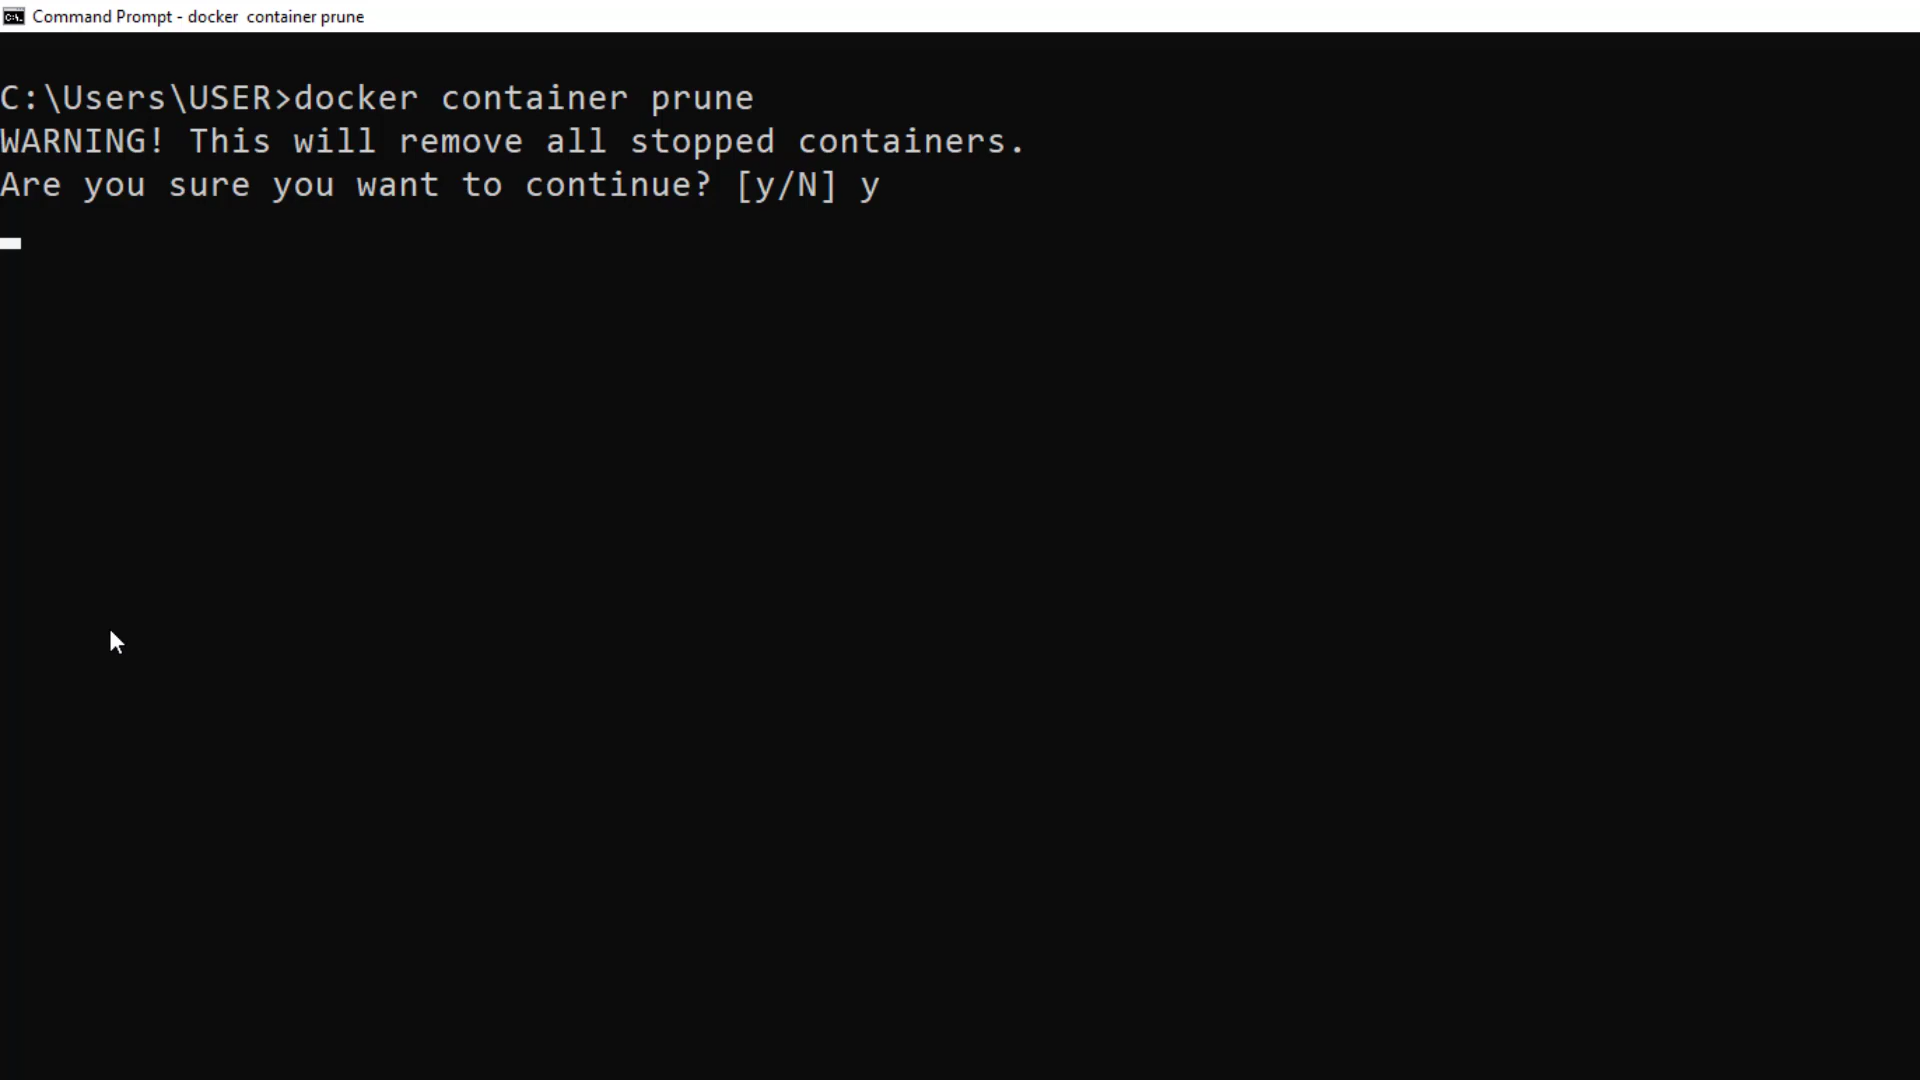 Command Prompt - docker  container prune
C:\Users\USER>docker container prune
WARNING! This will remove all stopped containers.
Are you sure you want to continue? [y/N] y